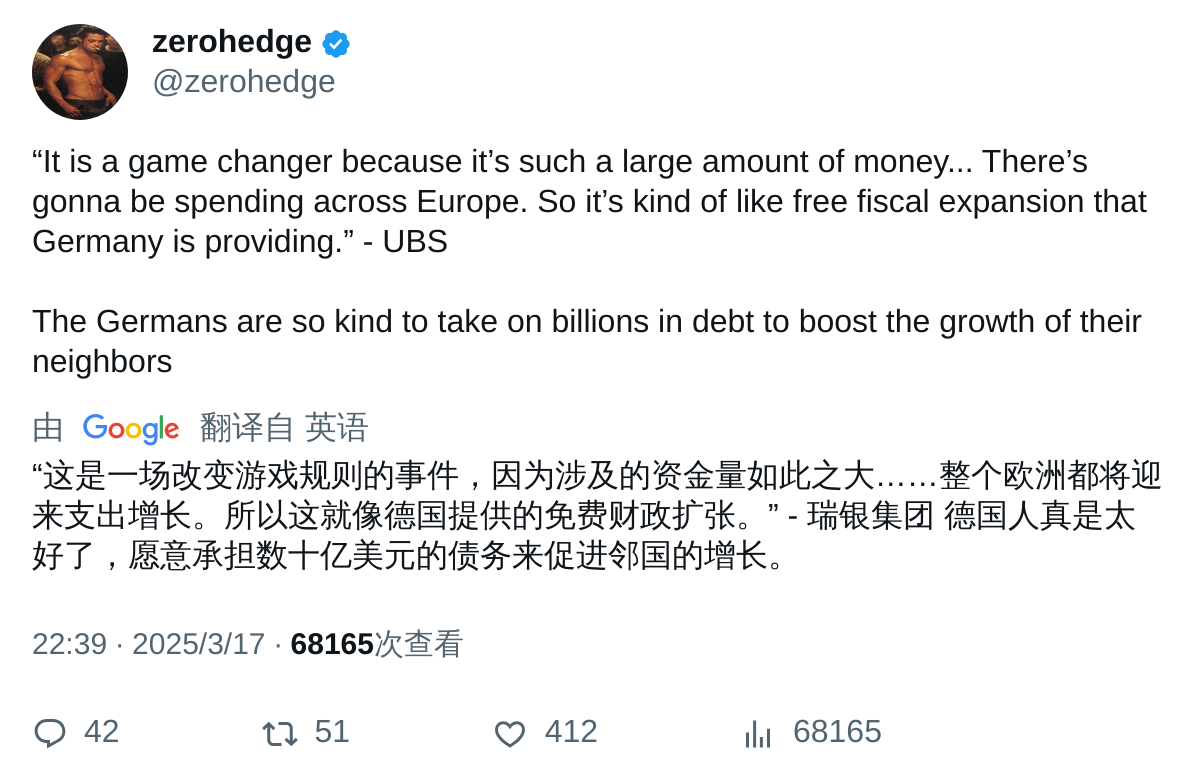 zerohedge
@zerohedge
“It is a game changer because it’s such a large amount of money... There’s
gonna be spending across Europe. So it’s kind of like free fiscal expansion that
Germany is providing.” - UBS
The Germans are so kind to take on billions in debt to boost the growth of their
neighbors
由 Google 翻译自 英语
“这是一场改变游戏规则的事件，因为涉及的资金量如此之大……整个欧洲都将迎
来支出增长。所以这就像德国提供的免费财政扩张。” - 瑞银集团 德国人真是太
好了，愿意承担数十亿美元的债务来促进邻国的增长。
22:39 · 2025/3/17 · 68165次查看
42 51 412 68165